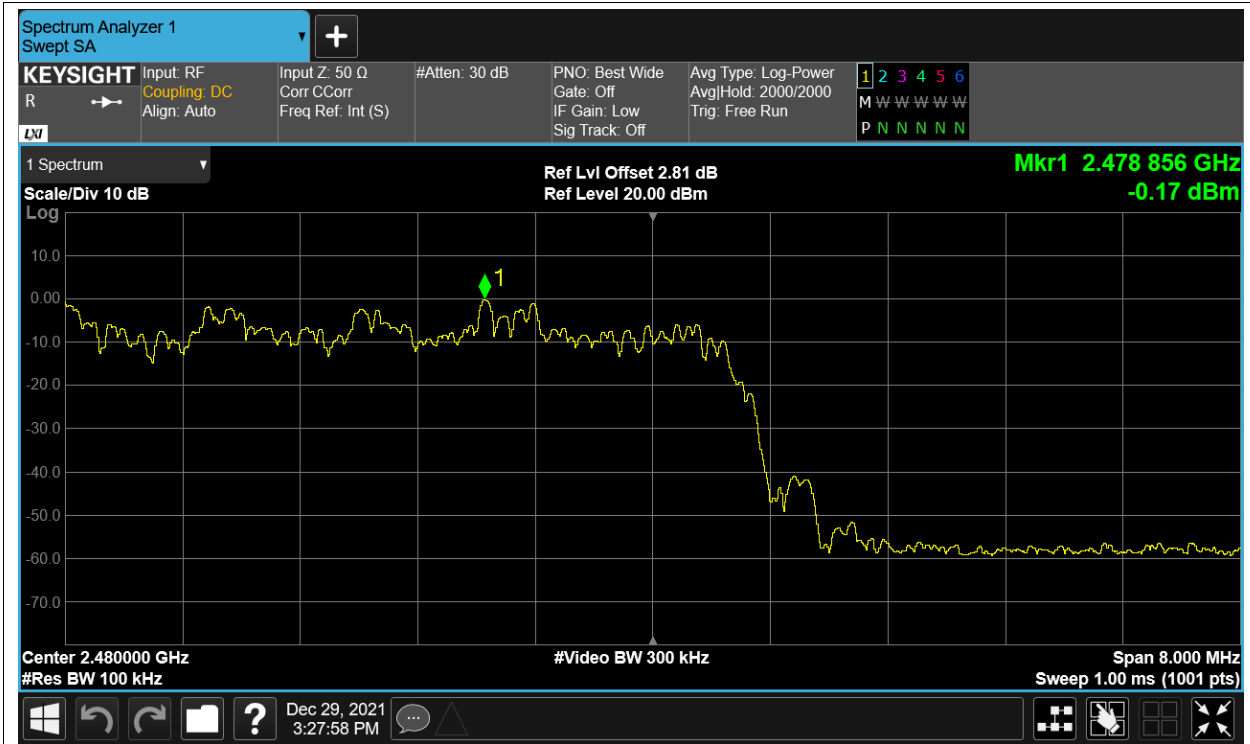 Spectrum Analyzer 1
Swept SA
KEYSIGHT
R
LXI
Input: RF
Coupling: DC
Align: Auto
Input Z: 50 Ω
Corr CCorr
Freq Ref: Int (S)
#Atten: 30 dB
PNO: Best Wide
Gate: Off
IF Gain: Low
Sig Track: Off
Avg Type: Log-Power
Avg|Hold: 2000/2000
Trig: Free Run
1 2 3 4 5 6
M W W W W W
P N N N N N
1 Spectrum
Scale/Div 10 dB
Log
Ref Lvl Offset 2.81 dB
Ref Level 20.00 dBm
Mkr1 2.478 856 GHz
-0.17 dBm
10.0
0.00
-10.0
-20.0
-30.0
-40.0
-50.0
-60.0
-70.0
1
Center 2.480000 GHz
#Res BW 100 kHz
#Video BW 300 kHz
Span 8.000 MHz
Sweep 1.00 ms (1001 pts)
?
Dec 29, 2021
3:27:58 PM